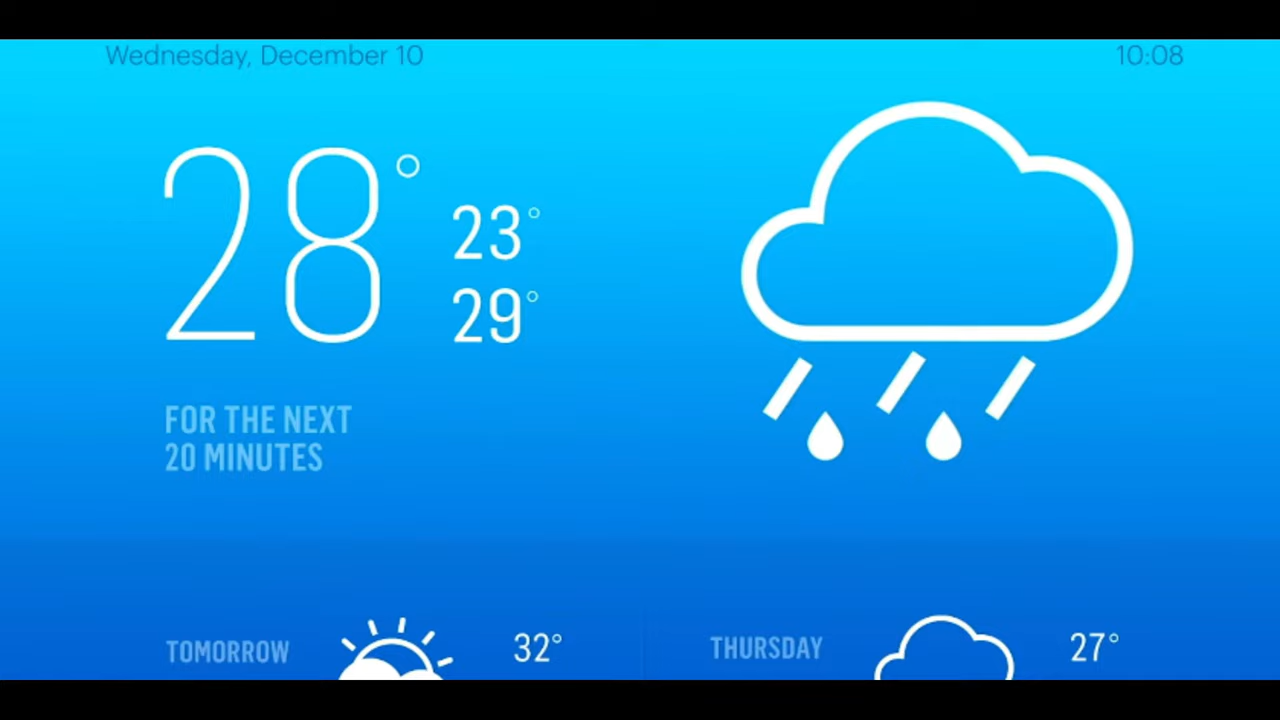 Wednesday, December 10
10:08
28°
23°
29°
FOR THE NEXT
20 MINUTES
TOMORROW
32°
THURSDAY
27°